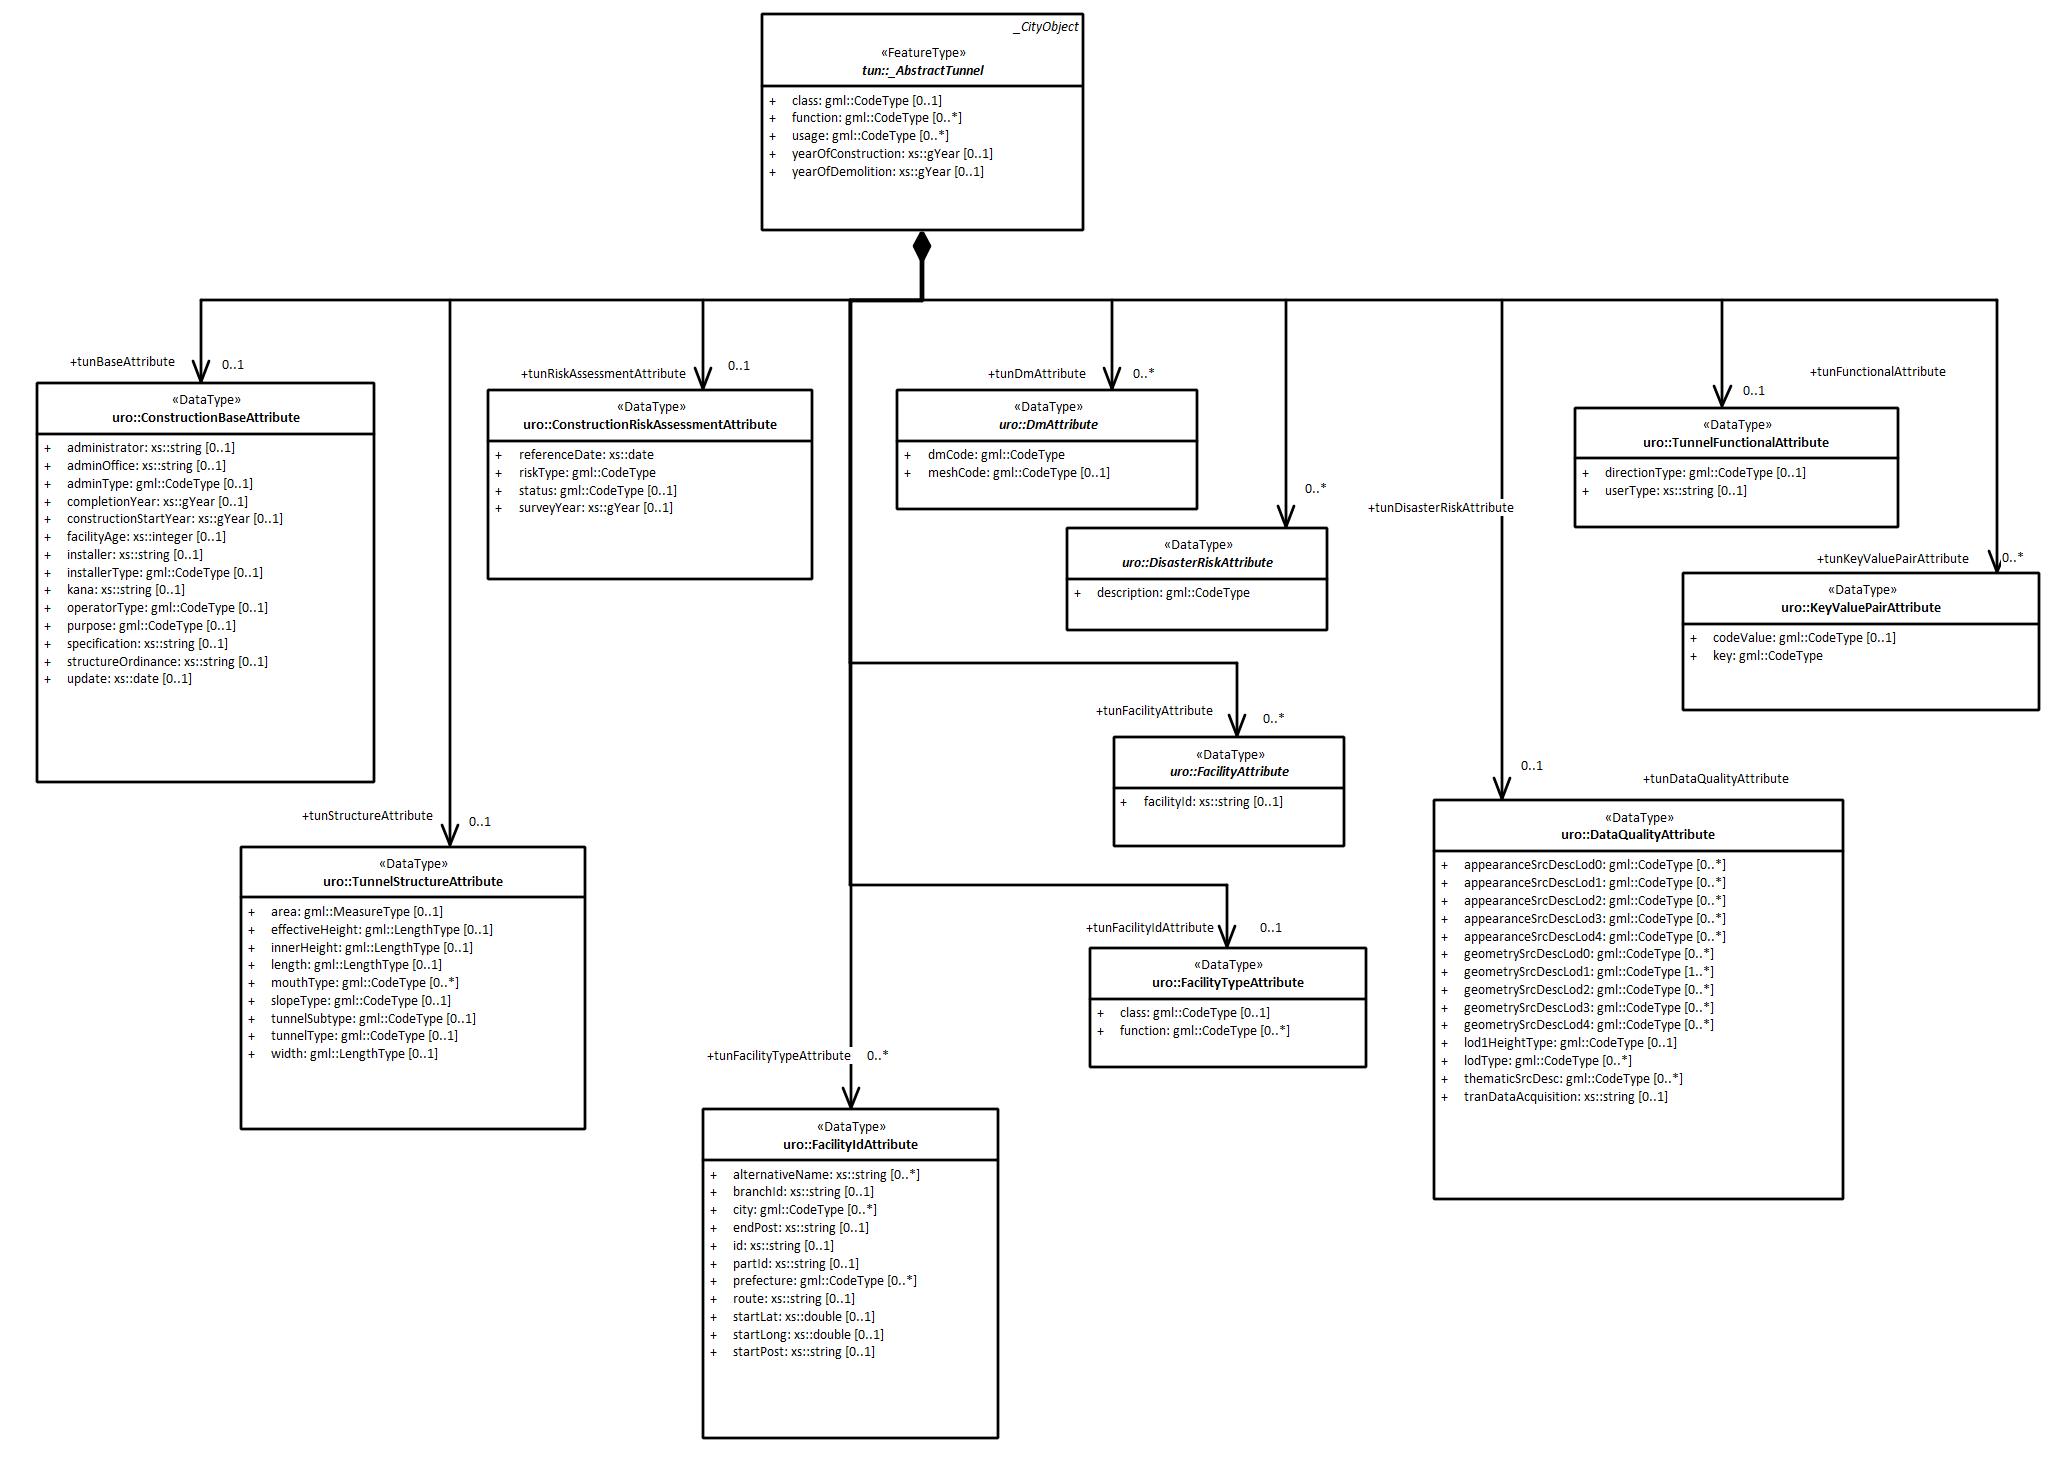 _CityObject
«FeatureType»
tun::_AbstractTunnel
+ class: gml::CodeType [0..1]
+ function: gml::CodeType [0..*]
+ usage: gml::CodeType [0..*]
+ yearOfConstruction: xs::gYear [0..1]
+ yearOfDemolition: xs::gYear [0..1]
+tunBaseAttribute
0..1
«DataType»
uro::ConstructionBaseAttribute
+ administrator: xs::string [0..1]
+ adminOffice: xs::string [0..1]
+ adminType: gml::CodeType [0..1]
+ completionYear: xs::gYear [0..1]
+ constructionStartYear: xs::gYear [0..1]
+ facilityAge: xs::integer [0..1]
+ installer: xs::string [0..1]
+ installerType: gml::CodeType [0..1]
+ kana: xs::string [0..1]
+ operatorType: gml::CodeType [0..1]
+ purpose: gml::CodeType [0..1]
+ specification: xs::string [0..1]
+ structureOrdinance: xs::string [0..1]
+ update: xs::date [0..1]
+tunRiskAssessmentAttribute
0..1
«DataType»
uro::ConstructionRiskAssessmentAttribute
+ referenceDate: xs::date
+ riskType: gml::CodeType
+ status: gml::CodeType [0..1]
+ surveyYear: xs::gYear [0..1]
+tunDmAttribute
0..*
«DataType»
uro::DmAttribute
+ dmCode: gml::CodeType
+ meshCode: gml::CodeType [0..1]
0..*
+tunDisasterRiskAttribute
«DataType»
uro::DisasterRiskAttribute
+ description: gml::CodeType
+tunFunctionalAttribute
0..1
«DataType»
uro::TunnelFunctionalAttribute
+ directionType: gml::CodeType [0..1]
+ userType: xs::string [0..1]
+tunKeyValuePairAttribute
0..*
«DataType»
uro::KeyValuePairAttribute
+ codeValue: gml::CodeType [0..1]
+ key: gml::CodeType
+tunFacilityAttribute
0..*
«DataType»
uro::FacilityAttribute
+ facilityId: xs::string [0..1]
0..1
+tunDataQualityAttribute
«DataType»
uro::DataQualityAttribute
+ appearanceSrcDescLod0: gml::CodeType [0..*]
+ appearanceSrcDescLod1: gml::CodeType [0..*]
+ appearanceSrcDescLod2: gml::CodeType [0..*]
+ appearanceSrcDescLod3: gml::CodeType [0..*]
+ appearanceSrcDescLod4: gml::CodeType [0..*]
+ geometrySrcDescLod0: gml::CodeType [0..*]
+ geometrySrcDescLod1: gml::CodeType [1..*]
+ geometrySrcDescLod2: gml::CodeType [0..*]
+ geometrySrcDescLod3: gml::CodeType [0..*]
+ geometrySrcDescLod4: gml::CodeType [0..*]
+ lod1HeightType: gml::CodeType [0..1]
+ lodType: gml::CodeType [0..*]
+ thematicSrcDesc: gml::CodeType [0..*]
+ tranDataAcquisition: xs::string [0..1]
+tunStructureAttribute
0..1
«DataType»
uro::TunnelStructureAttribute
+ area: gml::MeasureType [0..1]
+ effectiveHeight: gml::LengthType [0..1]
+ innerHeight: gml::LengthType [0..1]
+ length: gml::LengthType [0..1]
+ mouthType: gml::CodeType [0..*]
+ slopeType: gml::CodeType [0..1]
+ tunnelSubtype: gml::CodeType [0..1]
+ tunnelType: gml::CodeType [0..1]
+ width: gml::LengthType [0..1]
+tunFacilityIdAttribute
0..1
«DataType»
uro::FacilityTypeAttribute
+ class: gml::CodeType [0..1]
+ function: gml::CodeType [0..*]
+tunFacilityTypeAttribute
0..*
«DataType»
uro::FacilityIdAttribute
+ alternativeName: xs::string [0..*]
+ branchId: xs::string [0..1]
+ city: gml::CodeType [0..*]
+ endPost: xs::string [0..1]
+ id: xs::string [0..1]
+ partId: xs::string [0..1]
+ prefecture: gml::CodeType [0..*]
+ route: xs::string [0..1]
+ startLat: xs::double [0..1]
+ startLong: xs::double [0..1]
+ startPost: xs::string [0..1]